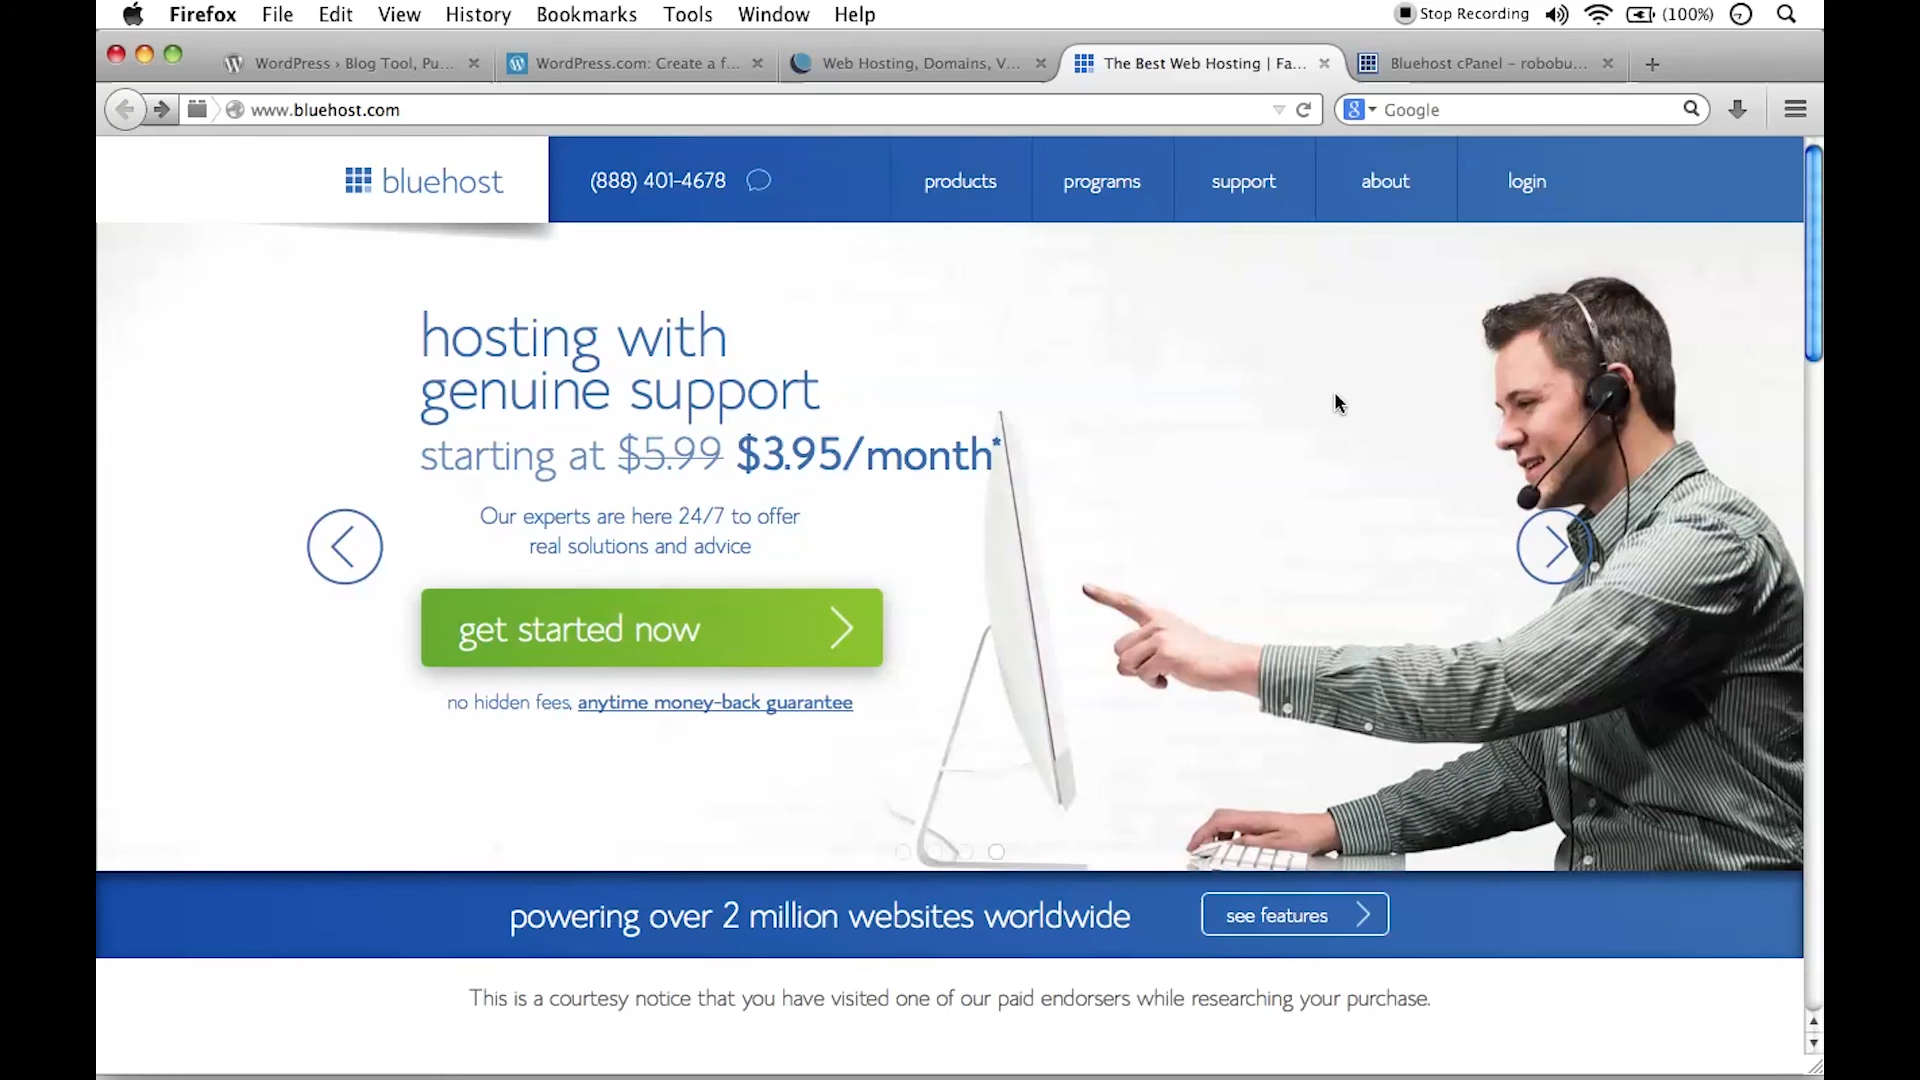 Firefox File Edit View History Bookmarks Tools Window Help Stop Recording (100%)
WordPress › Blog Tool, Pu... WordPress.com: Create a f... Web Hosting, Domains, V... The Best Web Hosting | Fa... Bluehost cPanel - robobu...
www.bluehost.com Google
bluehost (888) 401-4678 products programs support about login
hosting with
genuine support
starting at $5.99 $3.95/month*
Our experts are here 24/7 to offer
real solutions and advice
get started now
no hidden fees, anytime money-back guarantee
powering over 2 million websites worldwide see features
This is a courtesy notice that you have visited one of our paid endorsers while researching your purchase.